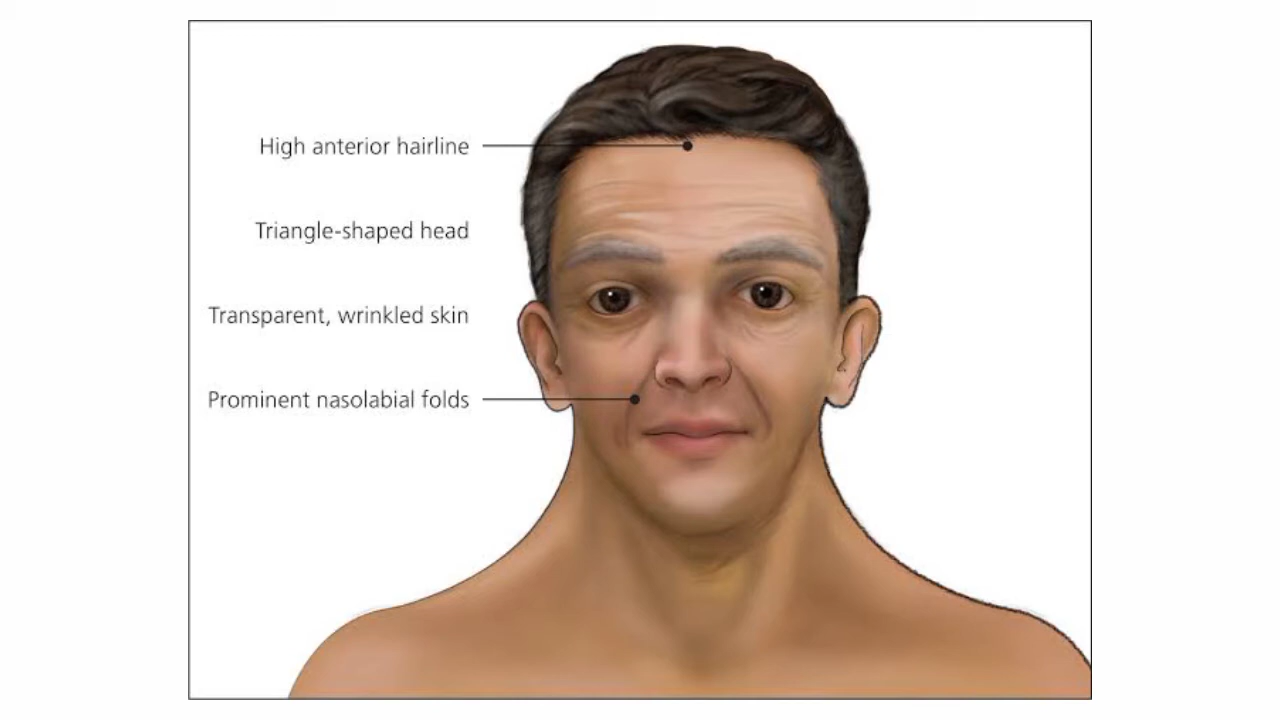 High anterior hairline
Triangle-shaped head
Transparent, wrinkled skin
Prominent nasolabial folds